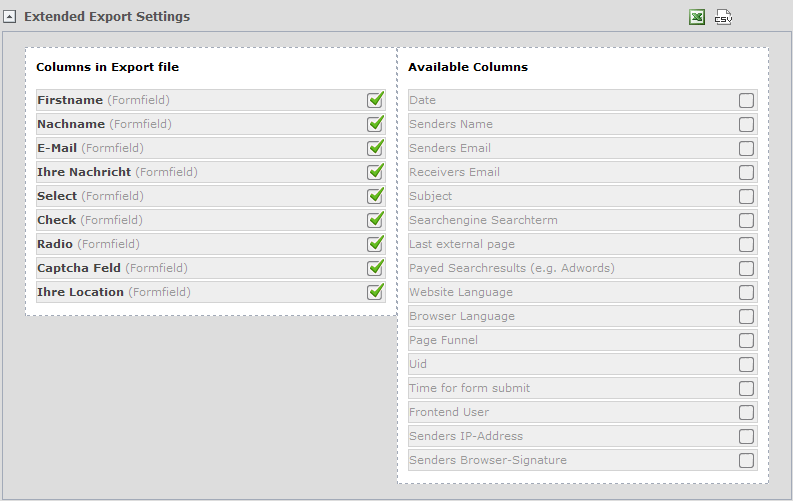 Extended Export Settings
CSV
Columns in Export file
Firstname (Formfield)
Nachname (Formfield)
E-Mail (Formfield)
Ihre Nachricht (Formfield)
Select (Formfield)
Check (Formfield)
Radio (Formfield)
Captcha Feld (Formfield)
Ihre Location (Formfield)
Available Columns
Date
Senders Name
Senders Email
Receivers Email
Subject
Searchengine Searchterm
Last external page
Payed Searchresults (e.g. Adwords)
Website Language
Browser Language
Page Funnel
Uid
Time for form submit
Frontend User
Senders IP-Address
Senders Browser-Signature